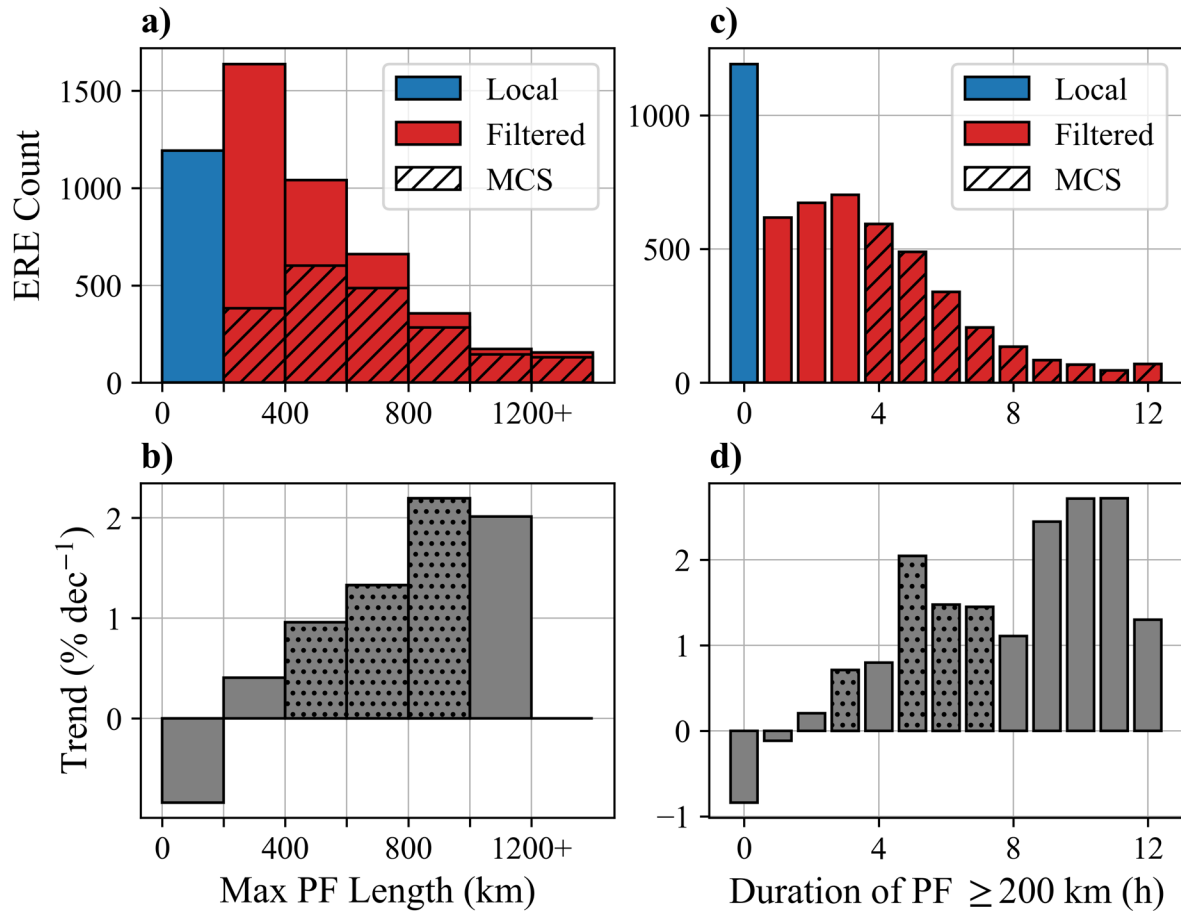 a)
1500
1000
500
0
ERE Count
Local
Filtered
MCS
0
400
800
1200+
c)
1000
500
0
Local
Filtered
MCS
0
4
8
12
b)
2
1
0
Trend (% dec⁻¹)
0
400
800
1200+
Max PF Length (km)
d)
2
1
0
−1
0
4
8
12
Duration of PF ≥ 200 km (h)